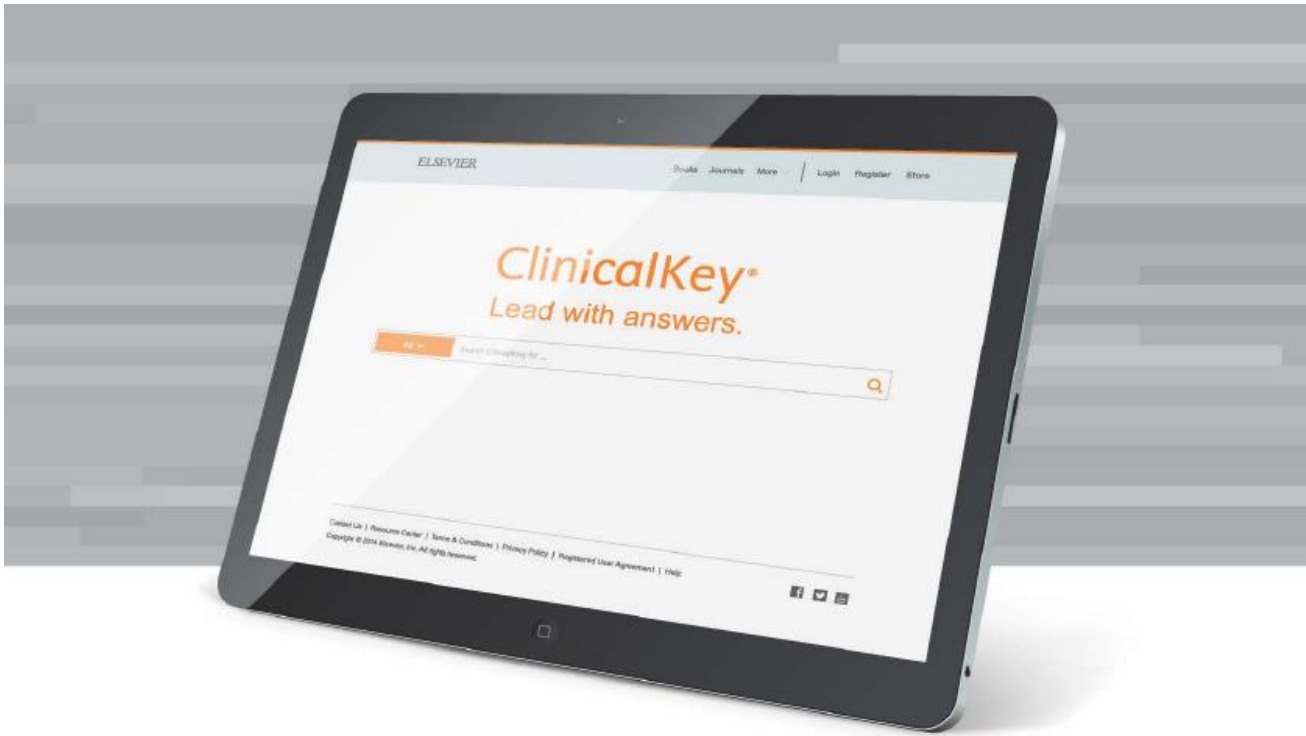 ELSEVIER
Books Journals More | Login Register Store
ClinicalKey®
Lead with answers.
All
Search ClinicalKey for ...
Contact Us | Resource Center | Terms & Conditions | Privacy Policy | Registered User Agreement | Help
Copyright © 2014 Elsevier, Inc. All rights reserved.